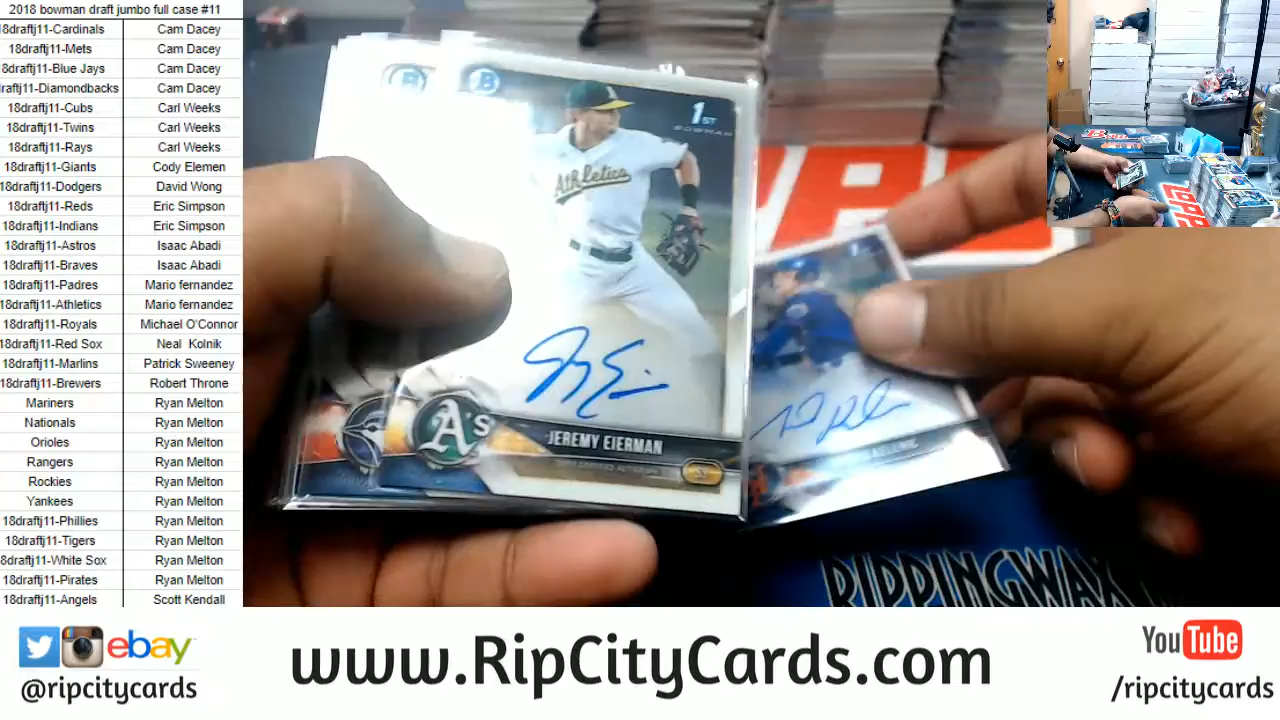 2018 bowman draft jumbo full case #11
18draftj11-Cardinals Cam Dacey
18draftj11-Mets Cam Dacey
8draftj11-Blue Jays Cam Dacey
raftj11-Diamondbacks Cam Dacey
18draftj11-Cubs Carl Weeks
18draftj11-Twins Carl Weeks
18draftj11-Rays Carl Weeks
18draftj11-Giants Cody Elemen
18draftj11-Dodgers David Wong
18draftj11-Reds Eric Simpson
18draftj11-Indians Eric Simpson
18draftj11-Astros Isaac Abadi
18draftj11-Braves Isaac Abadi
18draftj11-Padres Mario fernandez
18draftj11-Athletics Mario fernandez
18draftj11-Royals Michael O'Connor
18draftj11-Red Sox Neal Kolnik
18draftj11-Marlins Patrick Sweeney
18draftj11-Brewers Robert Throne
Mariners Ryan Melton
Nationals Ryan Melton
Orioles Ryan Melton
Rangers Ryan Melton
Rockies Ryan Melton
Yankees Ryan Melton
18draftj11-Phillies Ryan Melton
18draftj11-Tigers Ryan Melton
8draftj11-White Sox Ryan Melton
18draftj11-Pirates Ryan Melton
18draftj11-Angels Scott Kendall
B
B
1ST
BOWMAN
Athletics
A's
JEREMY EIERMAN
RIPPINGWAX
ebay
@ripcitycards
www.RipCityCards.com
YouTube
/ripcitycards